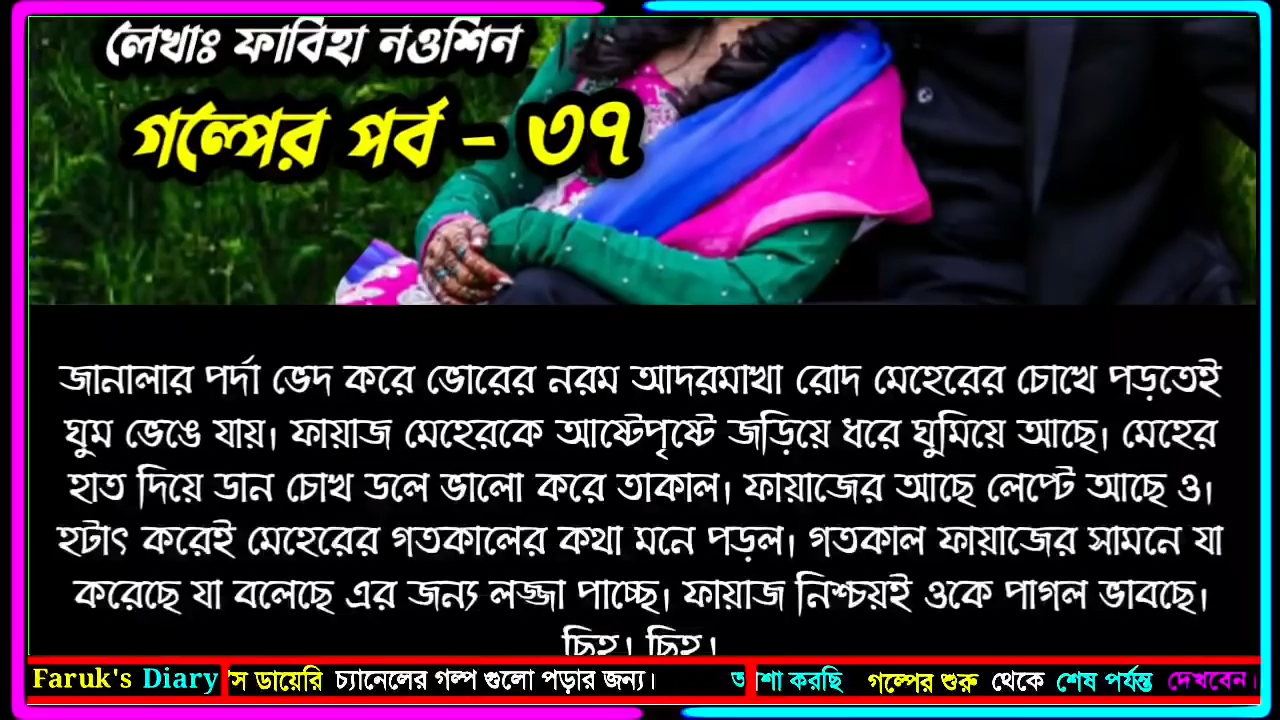 লেখাঃ ফাবিহা নওশিন
গল্পের পর্ব - ৩৭
জানালার পর্দা ভেদ করে ভোরের নরম আদরমাখা রোদ মেহেরের চোখে পড়তেই
ঘুম ভেঙে যায়। ফায়াজ মেহেরকে আষ্টেপৃষ্টে জড়িয়ে ধরে ঘুমিয়ে আছে। মেহের
হাত দিয়ে ডান চোখ ডলে ভালো করে তাকাল। ফায়াজের আছে লেপ্টে আছে ও।
হটাৎ করেই মেহেরের গতকালের কথা মনে পড়ল। গতকাল ফায়াজের সামনে যা
করেছে যা বলেছে এর জন্য লজ্জা পাচ্ছে। ফায়াজ নিশ্চয়ই ওকে পাগল ভাবছে।
ছিহ। ছিহ।
Faruk's Diary 'স ডায়েরি চ্যানেলের গল্প গুলো পড়ার জন্য। আশা করছি গল্পের শুরু থেকে শেষ পর্যন্ত দেখবেন।